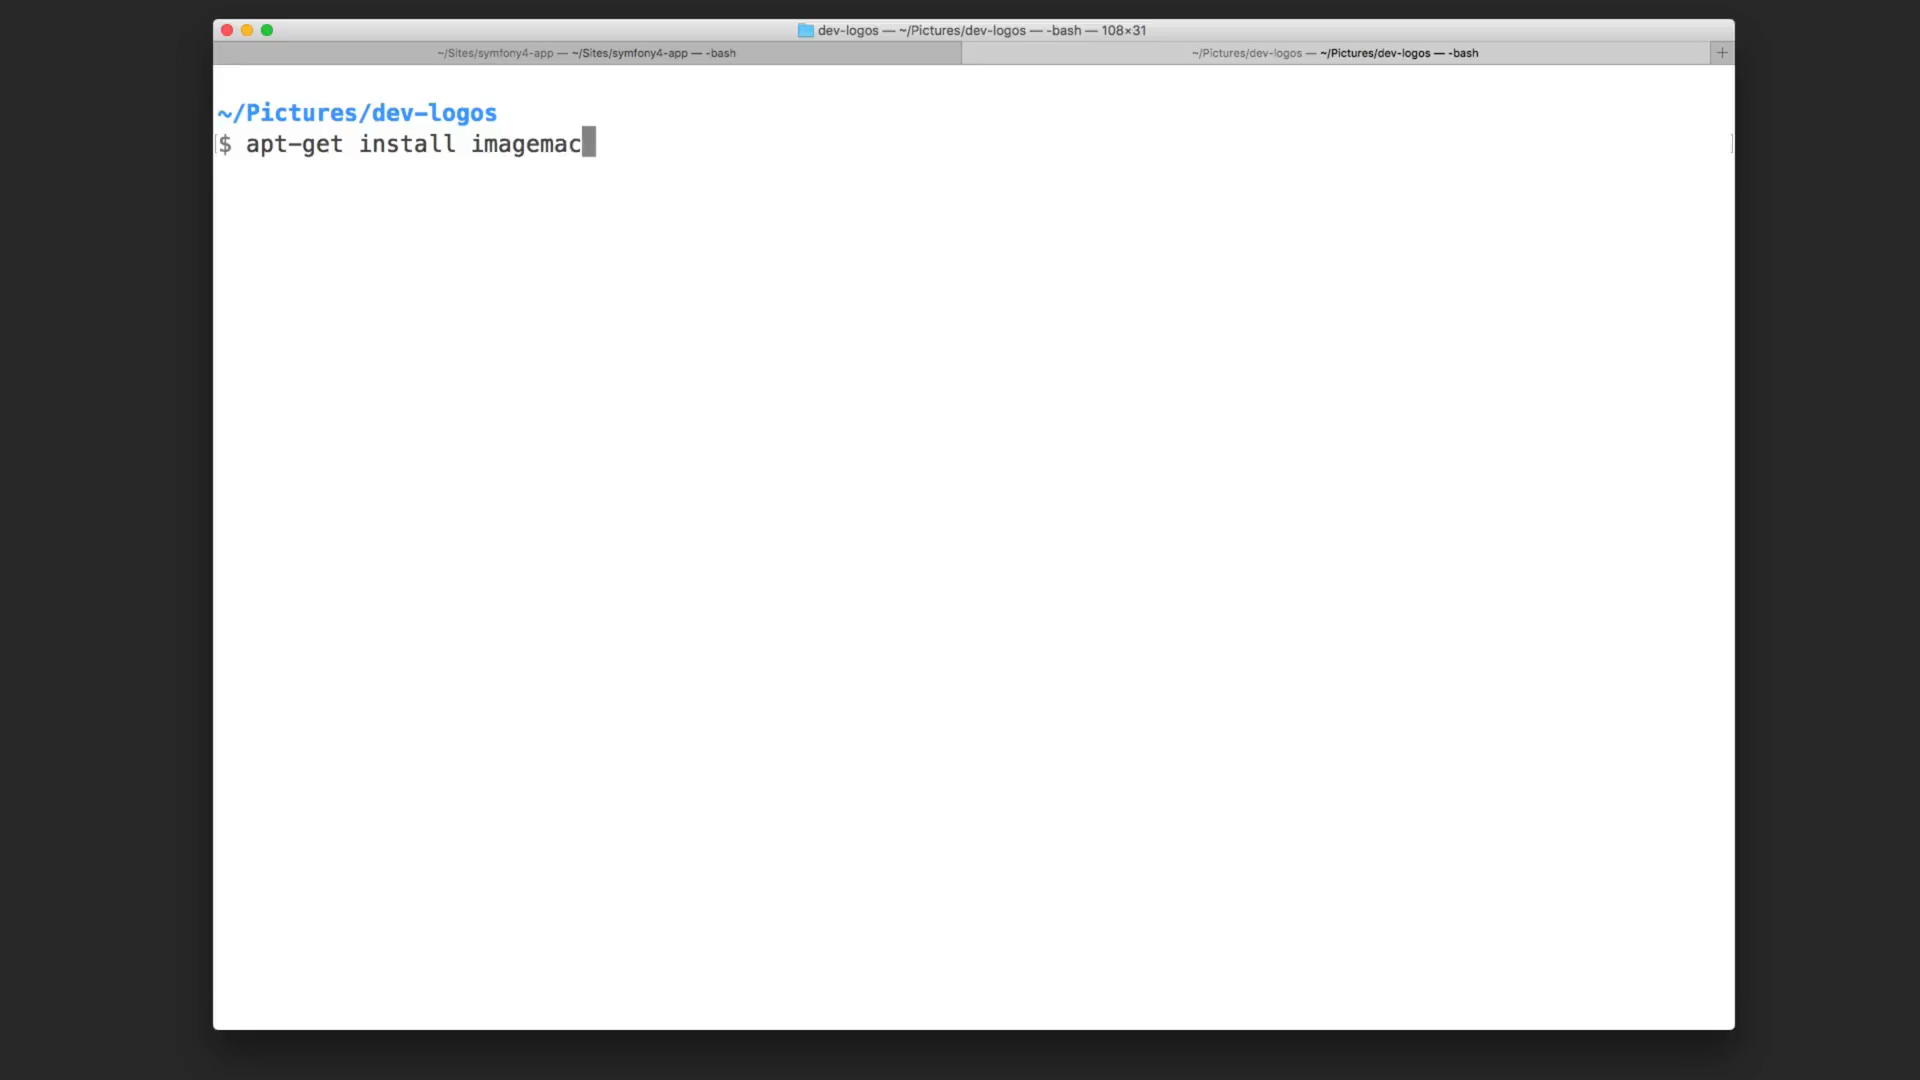 dev-logos — ~/Pictures/dev-logos — -bash — 108×31
~/Sites/symfony4-app — ~/Sites/symfony4-app — -bash
~/Pictures/dev-logos — ~/Pictures/dev-logos — -bash
~/Pictures/dev-logos
$ apt-get install imagemac